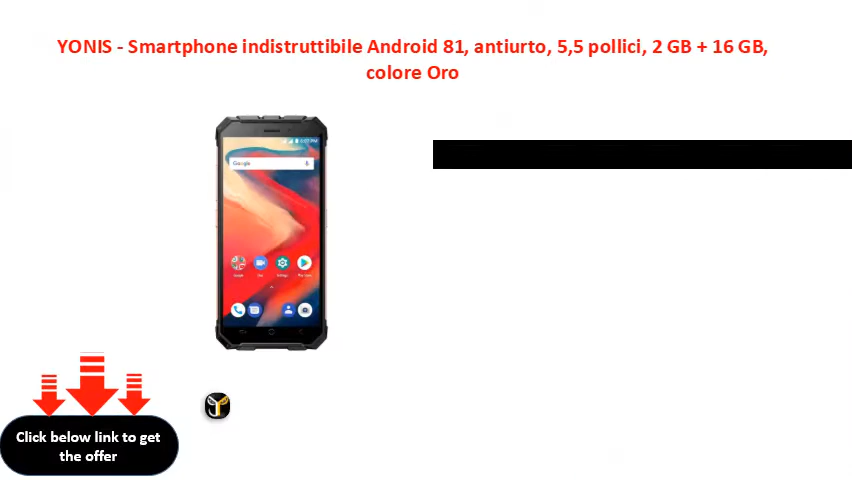 YONIS - Smartphone indistruttibile Android 81, antiurto, 5,5 pollici, 2 GB + 16 GB,
colore Oro
Google
Click below link to get
the offer